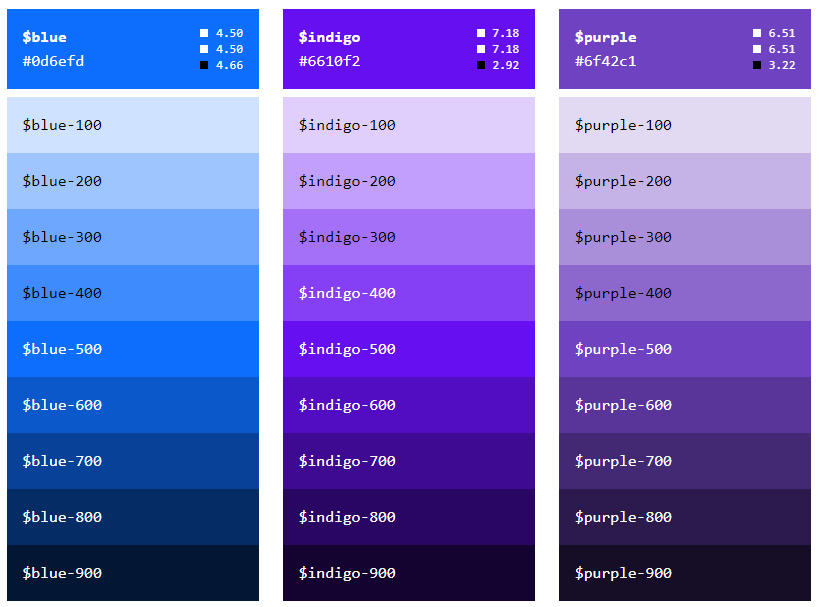 $blue
#0d6efd
4.50
4.50
4.66
$blue-100
$blue-200
$blue-300
$blue-400
$blue-500
$blue-600
$blue-700
$blue-800
$blue-900
$indigo
#6610f2
7.18
7.18
2.92
$indigo-100
$indigo-200
$indigo-300
$indigo-400
$indigo-500
$indigo-600
$indigo-700
$indigo-800
$indigo-900
$purple
#6f42c1
6.51
6.51
3.22
$purple-100
$purple-200
$purple-300
$purple-400
$purple-500
$purple-600
$purple-700
$purple-800
$purple-900